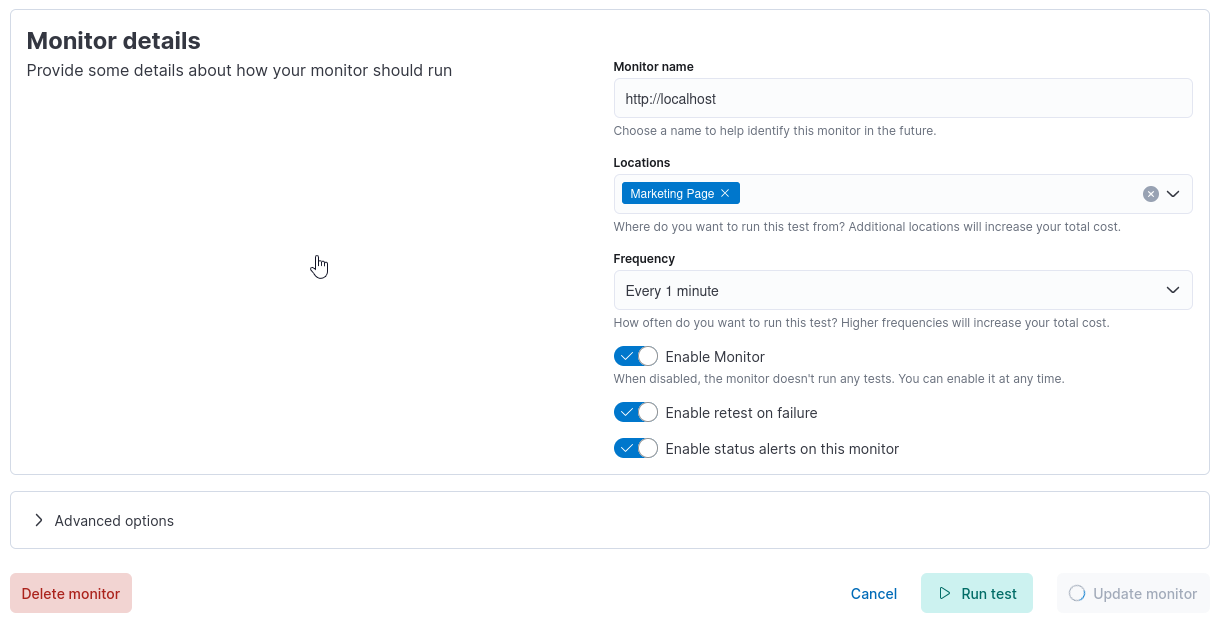 Monitor details
Provide some details about how your monitor should run
Monitor name
http://localhost
Choose a name to help identify this monitor in the future.
Locations
Marketing Page
Where do you want to run this test from? Additional locations will increase your total cost.
Frequency
Every 1 minute
How often do you want to run this test? Higher frequencies will increase your total cost.
Enable Monitor
When disabled, the monitor doesn't run any tests. You can enable it at any time.
Enable retest on failure
Enable status alerts on this monitor
Advanced options
Delete monitor
Cancel
Run test
Update monitor